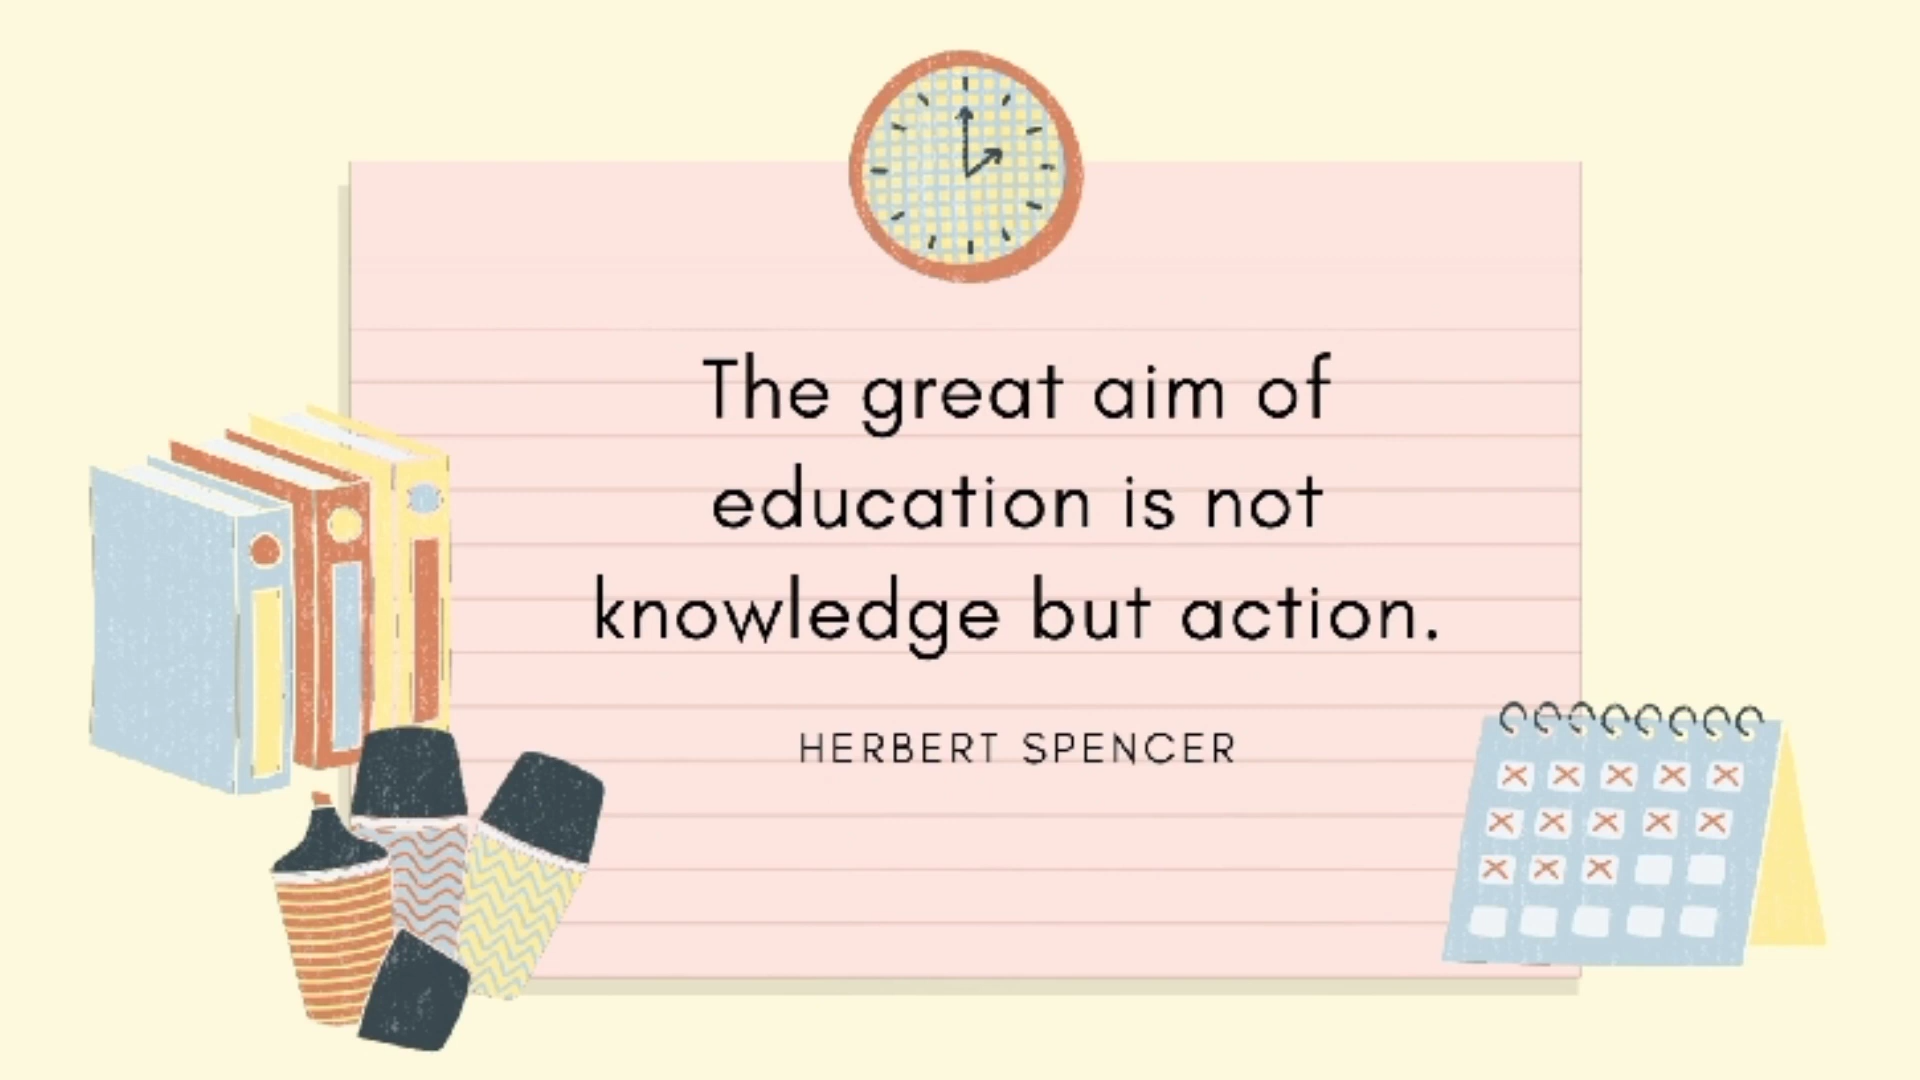 The great aim of
education is not
knowledge but action.
HERBERT SPENCER